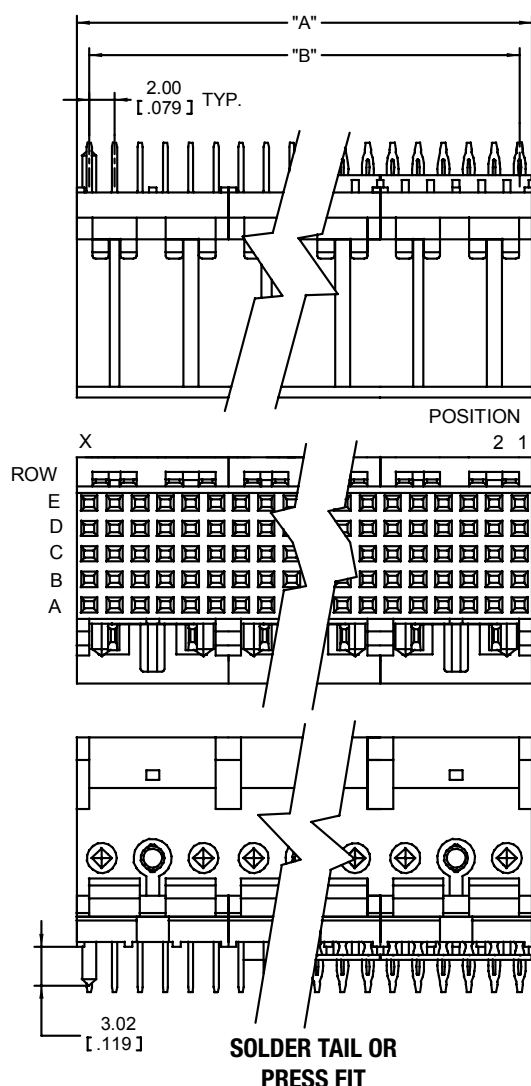 "A"
"B"
2.00
[.079] TYP.
POSITION
X 2 1
ROW
E
D
C
B
A
3.02
[.119]
SOLDER TAIL OR
PRESS FIT